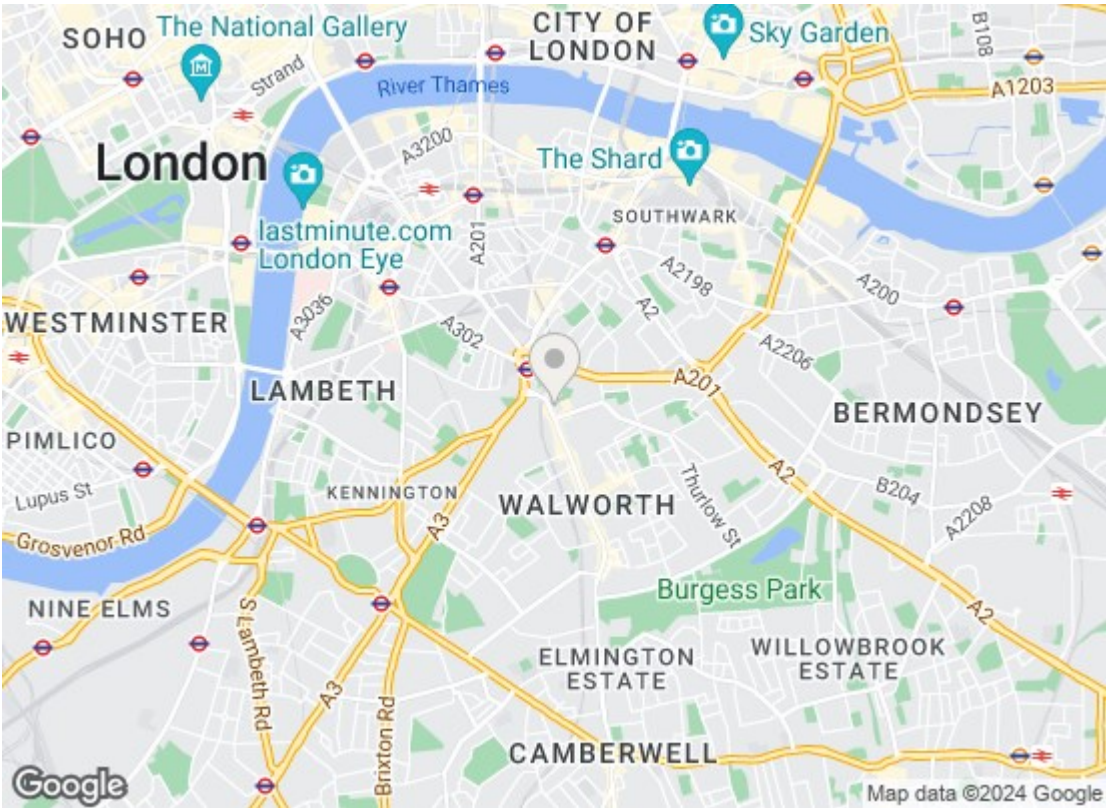 SOHO
The National Gallery
CITY OF
LONDON
Sky Garden
B108
Strand
River Thames
A1203
A3200
London
The Shard
lastminute.com
London Eye
A201
SOUTHWARK
A2198
A200
A3036
A2
A302
A2206
WESTMINSTER
LAMBETH
A201
BERMONDSEY
PIMLICO
Lupus St
KENNINGTON
A3
WALWORTH
Thurlow St
A2
B204
A2208
Grosvenor Rd
Burgess Park
NINE ELMS
S Lambeth Rd
A2
ELMINGTON
ESTATE
WILLOWBROOK
ESTATE
A3
Brixton Rd
CAMBERWELL
Google
Map data ©2024 Google